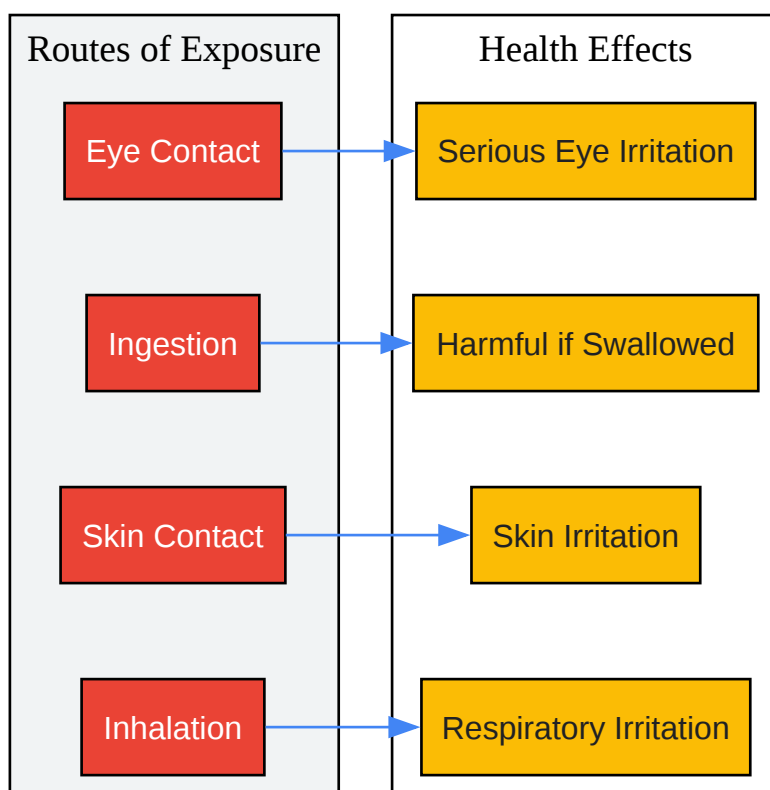 Routes of Exposure
Health Effects
Eye Contact
Serious Eye Irritation
Ingestion
Harmful if Swallowed
Skin Contact
Skin Irritation
Inhalation
Respiratory Irritation